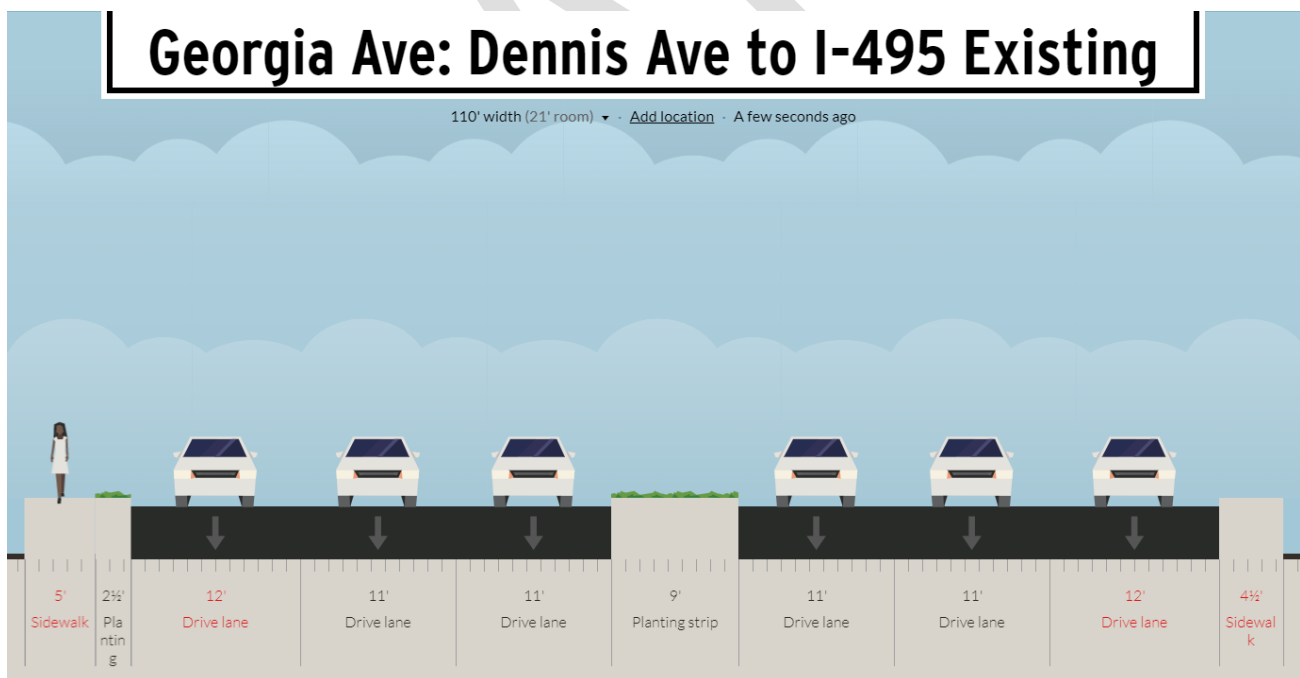 Georgia Ave: Dennis Ave to I-495 Existing
110' width (21' room) · Add location · A few seconds ago
5' 2½' 12' 11' 11' 9' 11' 11' 12' 4½'
Sidewalk Pla Drive lane Drive lane Drive lane Planting strip Drive lane Drive lane Drive lane Sidewal
ntin k
g